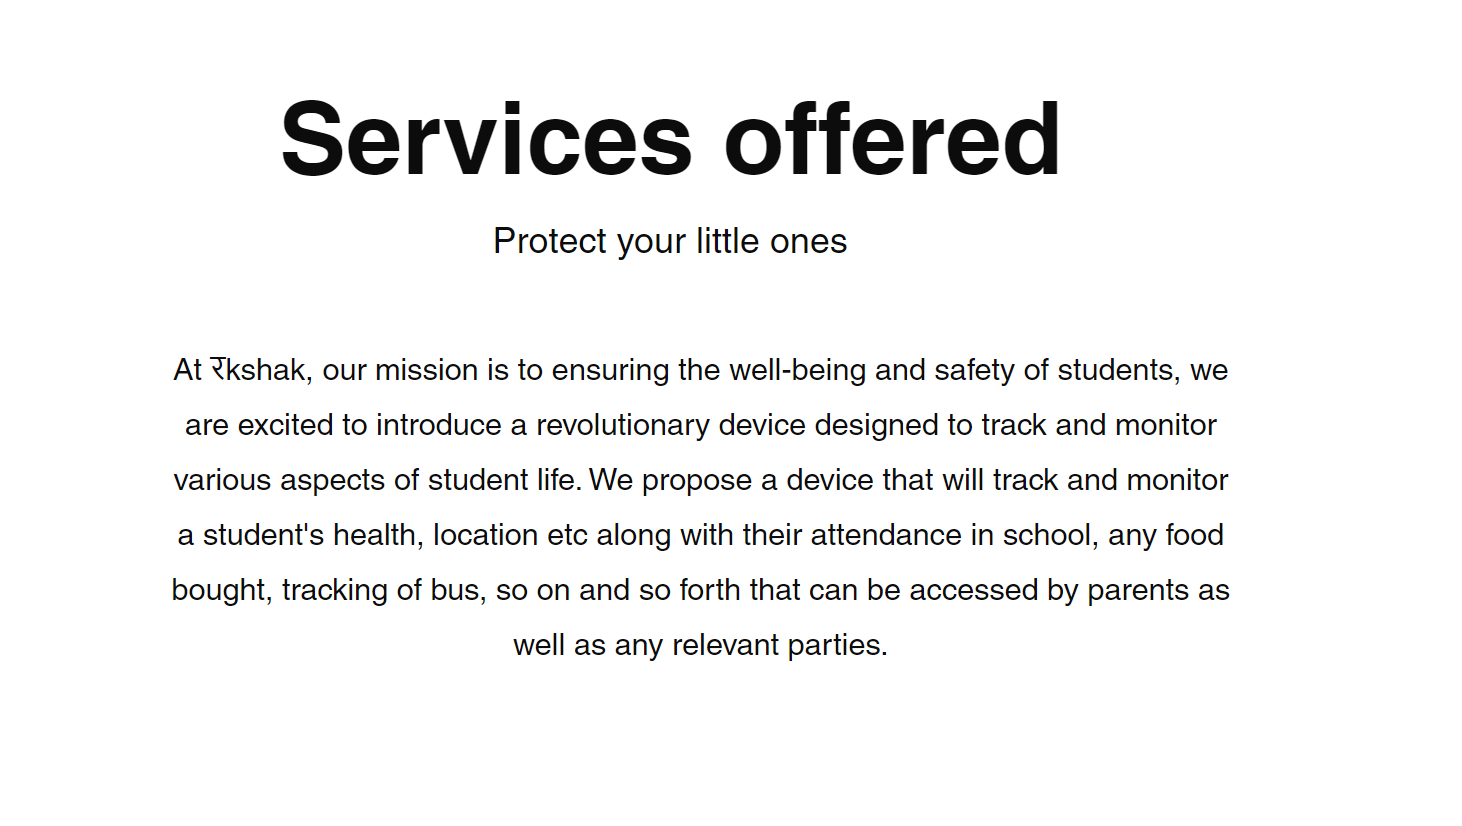 Services offered
Protect your little ones
At रkshak, our mission is to ensuring the well-being and safety of students, we
are excited to introduce a revolutionary device designed to track and monitor
various aspects of student life. We propose a device that will track and monitor
a student's health, location etc along with their attendance in school, any food
bought, tracking of bus, so on and so forth that can be accessed by parents as
well as any relevant parties.